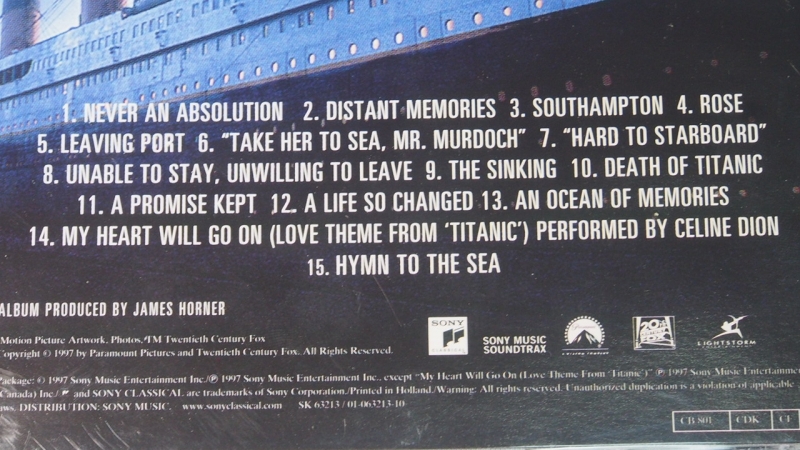 1. NEVER AN ABSOLUTION 2. DISTANT MEMORIES 3. SOUTHAMPTON 4. ROSE
5. LEAVING PORT 6. “TAKE HER TO SEA, MR. MURDOCH” 7. “HARD TO STARBOARD”
8. UNABLE TO STAY, UNWILLING TO LEAVE 9. THE SINKING 10. DEATH OF TITANIC
11. A PROMISE KEPT 12. A LIFE SO CHANGED 13. AN OCEAN OF MEMORIES
14. MY HEART WILL GO ON (LOVE THEME FROM ‘TITANIC’) PERFORMED BY CELINE DION
15. HYMN TO THE SEA
ALBUM PRODUCED BY JAMES HORNER
Motion Picture Artwork, Photos, TM Twentieth Century Fox
Copyright © 1997 by Paramount Pictures and Twentieth Century Fox. All Rights Reserved.
SONY
CLASSICAL
SONY MUSIC
SOUNDTRAX
Paramount
LIGHTSTORM
Package: © 1997 Sony Music Entertainment Inc./℗ 1997 Sony Music Entertainment Inc., except “My Heart Will Go On (Love Theme From ‘Titanic’)” ℗ 1997 Sony Music Entertainment
(Canada) Inc./ and SONY CLASSICAL are trademarks of Sony Corporation./Printed in Holland./Warning: All rights reserved. Unauthorized duplication is a violation of applicable
laws. DISTRIBUTION: SONY MUSIC. www.sonyclassical.com SK 63213 / 01-063213-10
CB 801 CDK CF